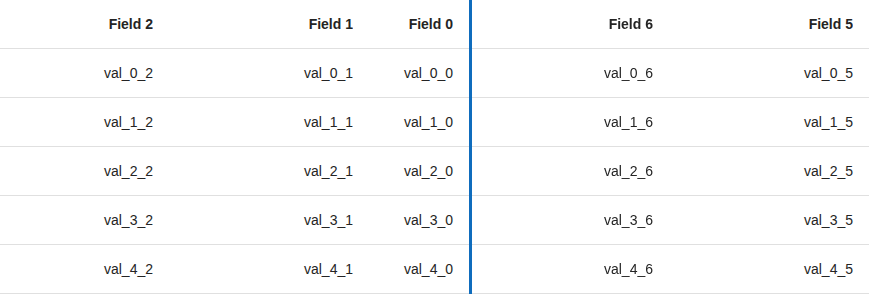 Field 2 Field 1 Field 0 Field 6 Field 5
val_0_2 val_0_1 val_0_0 val_0_6 val_0_5
val_1_2 val_1_1 val_1_0 val_1_6 val_1_5
val_2_2 val_2_1 val_2_0 val_2_6 val_2_5
val_3_2 val_3_1 val_3_0 val_3_6 val_3_5
val_4_2 val_4_1 val_4_0 val_4_6 val_4_5